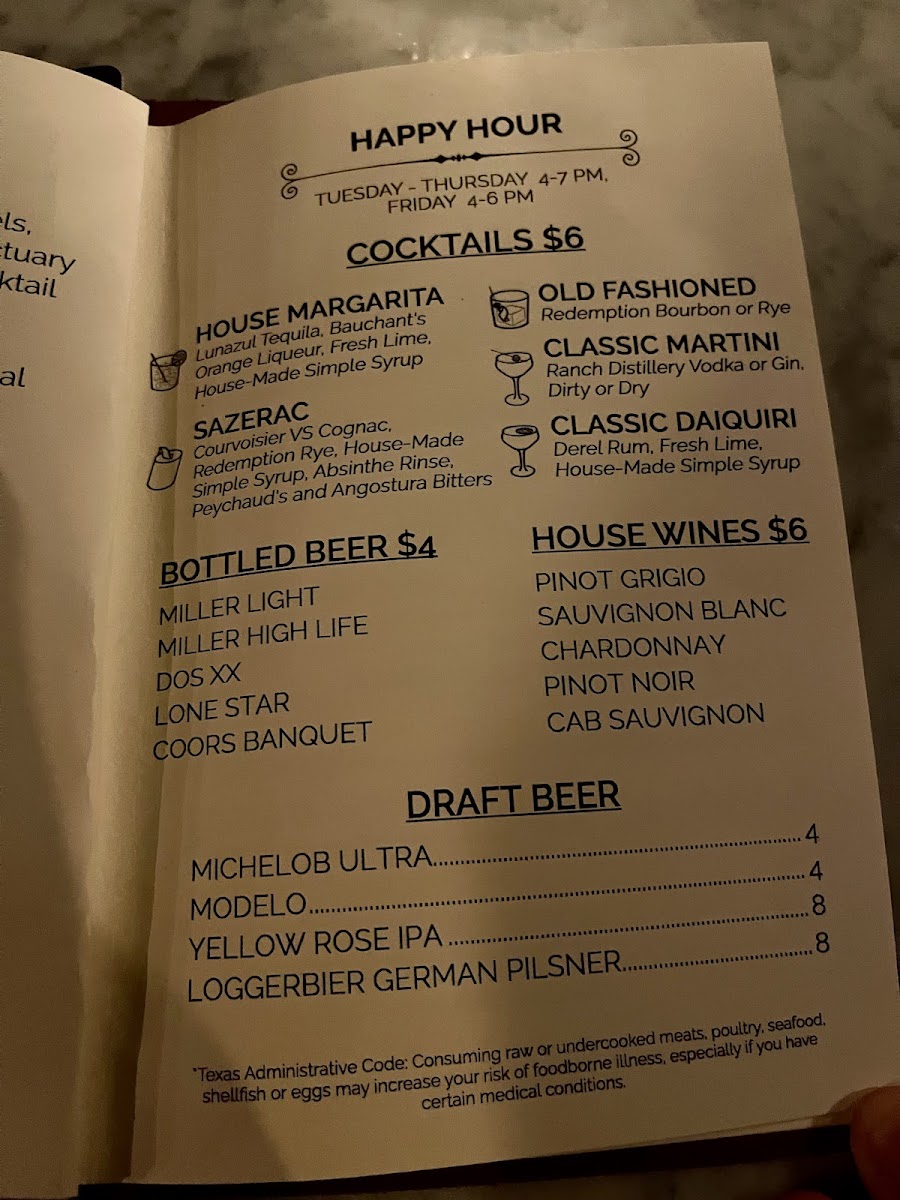 els,
ctuary
ktail
al
HAPPY HOUR
TUESDAY - THURSDAY 4-7 PM,
FRIDAY 4-6 PM
COCKTAILS $6
HOUSE MARGARITA
Lunazul Tequila, Bauchant's
Orange Liqueur, Fresh Lime,
House-Made Simple Syrup
SAZERAC
Courvoisier VS Cognac,
Redemption Rye, House-Made
Simple Syrup, Absinthe Rinse,
Peychaud's and Angostura Bitters
OLD FASHIONED
Redemption Bourbon or Rye
CLASSIC MARTINI
Ranch Distillery Vodka or Gin,
Dirty or Dry
CLASSIC DAIQUIRI
Derel Rum, Fresh Lime,
House-Made Simple Syrup
BOTTLED BEER $4
MILLER LIGHT
MILLER HIGH LIFE
DOS XX
LONE STAR
COORS BANQUET
HOUSE WINES $6
PINOT GRIGIO
SAUVIGNON BLANC
CHARDONNAY
PINOT NOIR
CAB SAUVIGNON
DRAFT BEER
MICHELOB ULTRA........................................................4
MODELO........................................................................4
YELLOW ROSE IPA ......................................................8
LOGGERBIER GERMAN PILSNER.............................8
*Texas Administrative Code: Consuming raw or undercooked meats, poultry, seafood,
shellfish or eggs may increase your risk of foodborne illness, especially if you have
certain medical conditions.